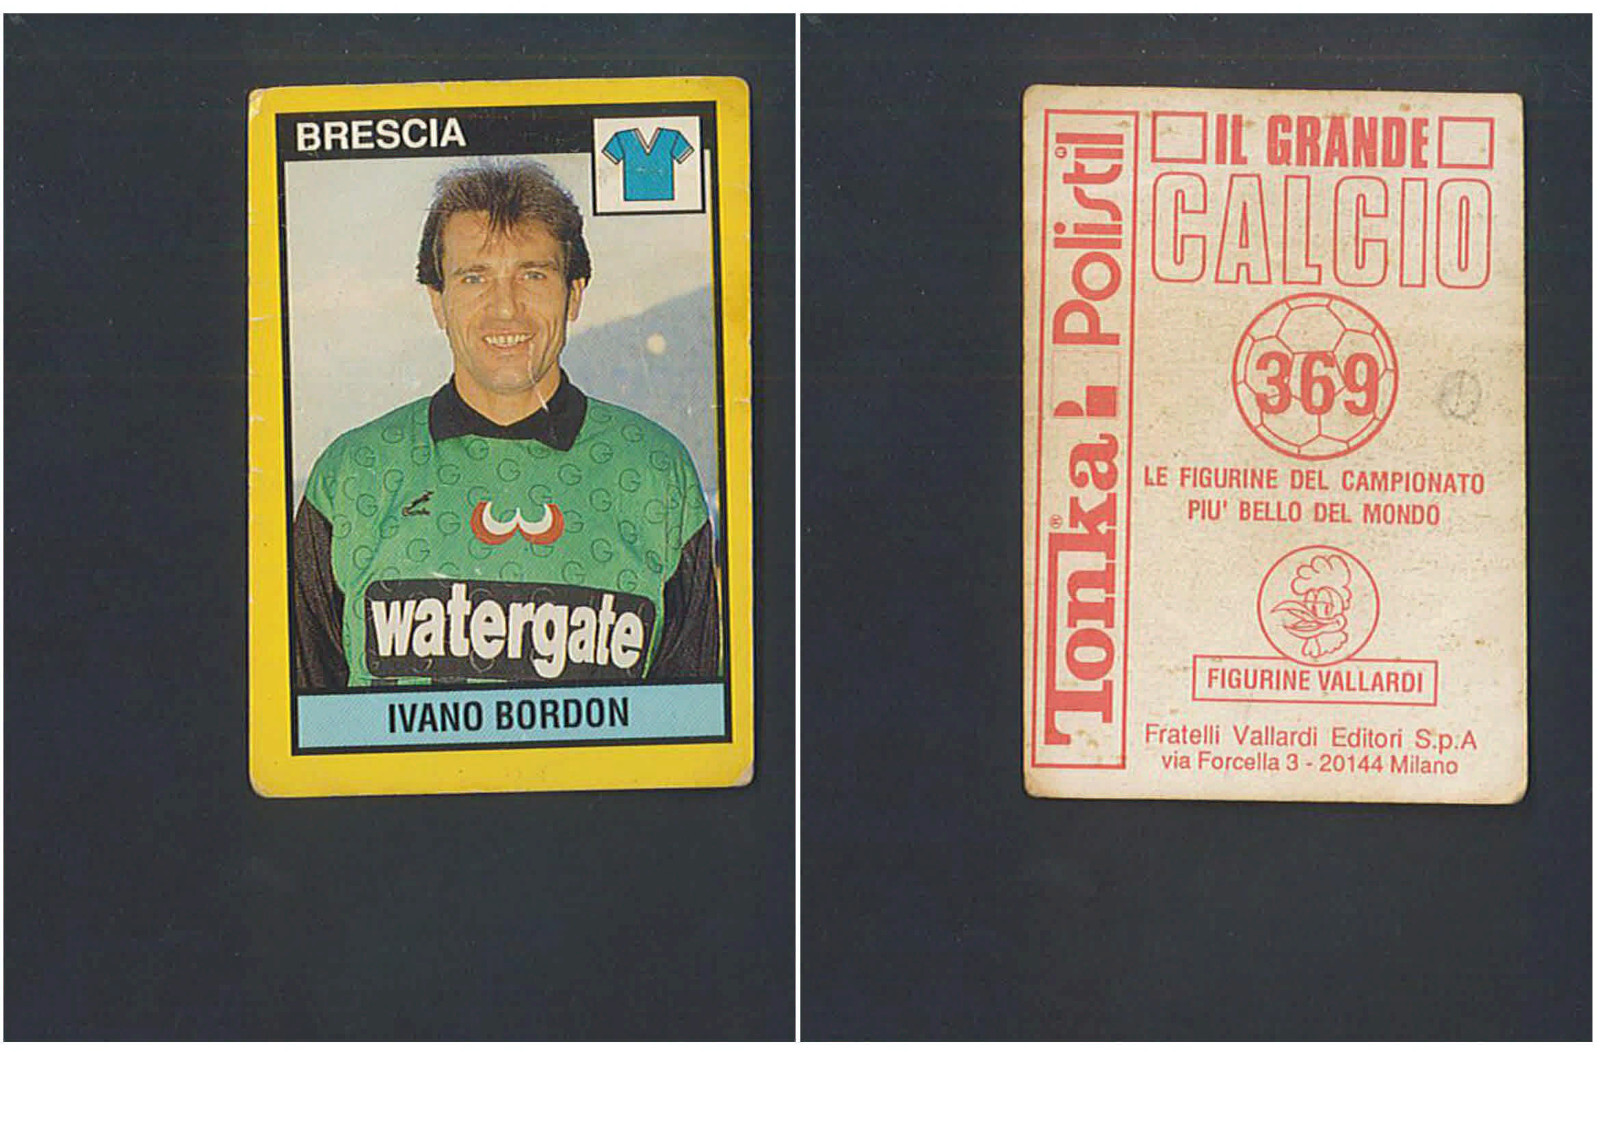 BRESCIA
watergate
IVANO BORDON
Tonka Polistil
IL GRANDE
CALCIO
369
LE FIGURINE DEL CAMPIONATO
PIU' BELLO DEL MONDO
FIGURINE VALLARDI
Fratelli Vallardi Editori S.p.A
via Forcella 3 - 20144 Milano